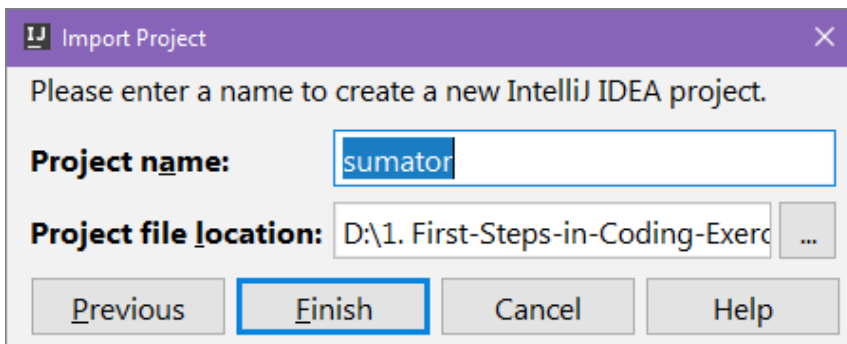 IJ Import Project
Please enter a name to create a new IntelliJ IDEA project.
Project name: sumator
Project file location: D:\1. First-Steps-in-Coding-Exerc ...
Previous Finish Cancel Help